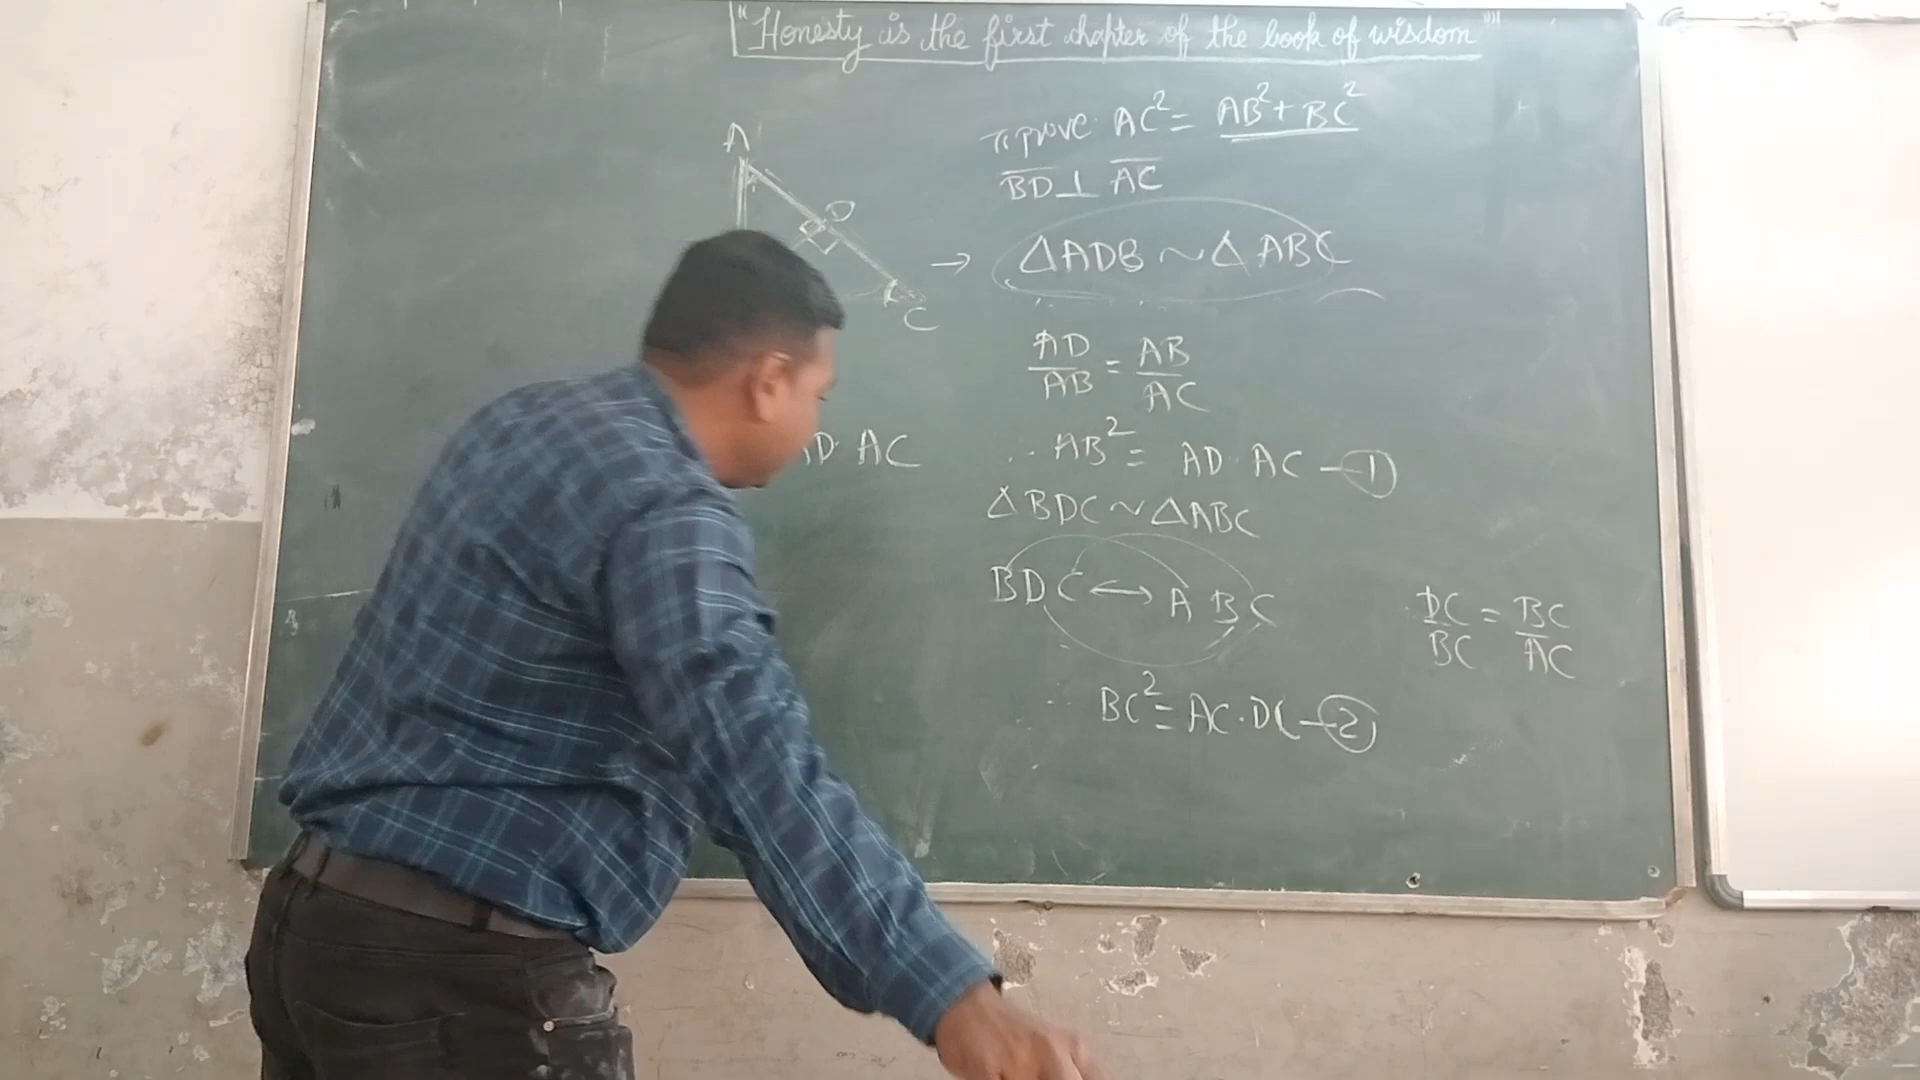 "Honesty is the first chapter of the book of wisdom"
prove AC² = AB² + BC²
BD ⊥ AC
A
D
C
→ ΔADB ~ ΔABC
AD/AB = AB/AC
D AC
∴ AB² = AD · AC — 1
ΔBDC ~ ΔABC
BDC ↔ ABC
DC/BC = BC/AC
∴ BC² = AC · DC — 2